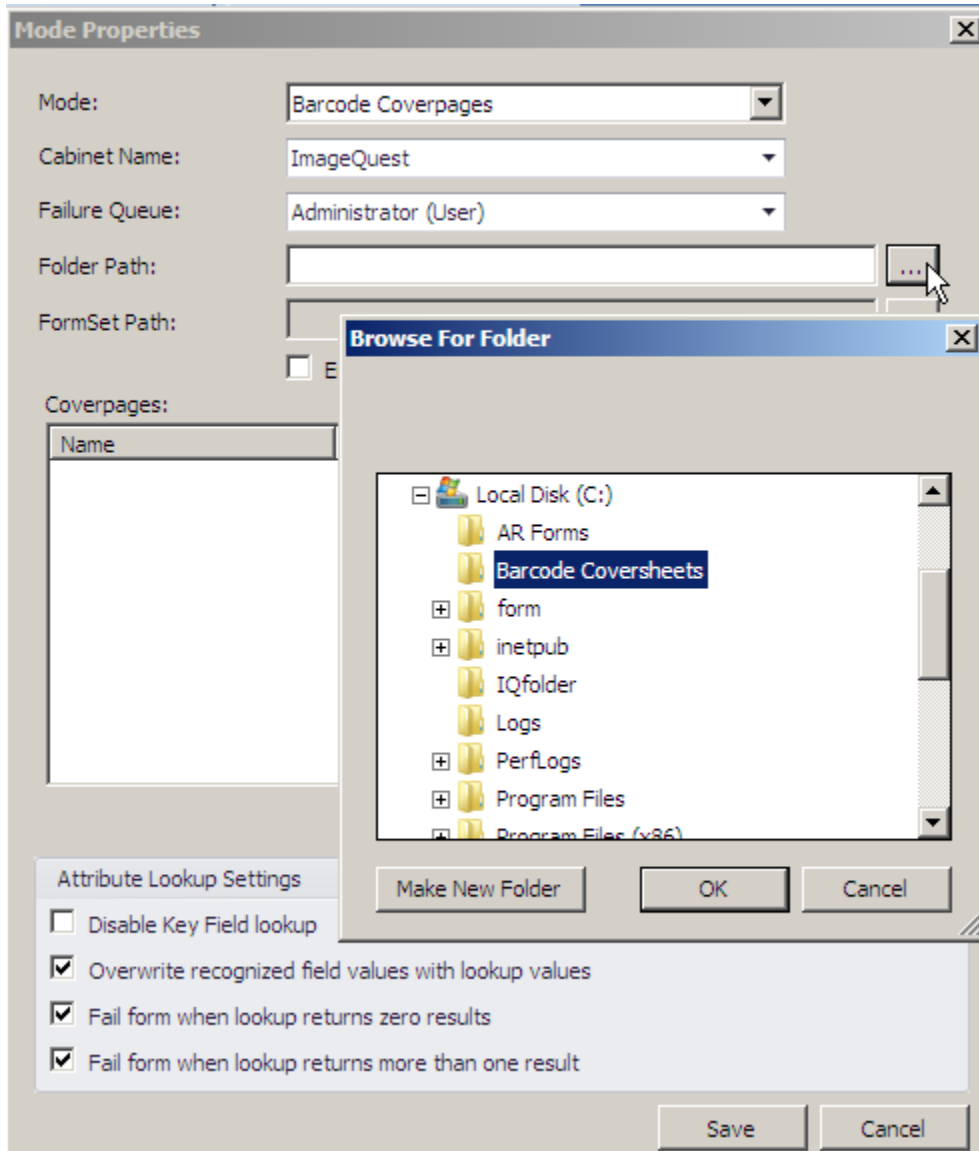 Mode Properties
Mode:
Barcode Coverpages
Cabinet Name:
ImageQuest
Failure Queue:
Administrator (User)
Folder Path:
...
FormSet Path:
Browse For Folder
Coverpages:
Name
Local Disk (C:)
AR Forms
Barcode Coversheets
form
inetpub
IQfolder
Logs
PerfLogs
Program Files
Program Files (x86)
Make New Folder
OK
Cancel
Attribute Lookup Settings
Disable Key Field lookup
Overwrite recognized field values with lookup values
Fail form when lookup returns zero results
Fail form when lookup returns more than one result
Save
Cancel